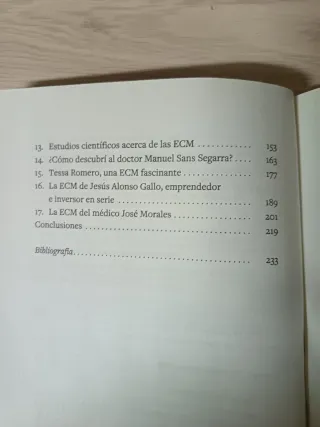 13. Estudios científicos acerca de las ECM . . . . . . . . . . . 153
14. ¿Cómo descubrí al doctor Manuel Sans Segarra? . . . . 163
15. Tessa Romero, una ECM fascinante . . . . . . . . . . . . . . 177
16. La ECM de Jesús Alonso Gallo, emprendedor
e inversor en serie . . . . . . . . . . . . . . . . . . . . . . . . 189
17. La ECM del médico José Morales . . . . . . . . . . . . . . . . 201
Conclusiones . . . . . . . . . . . . . . . . . . . . . . . . . . . . . . 219
Bibliografía . . . . . . . . . . . . . . . . . . . . . . . . . . . . . . . . 233